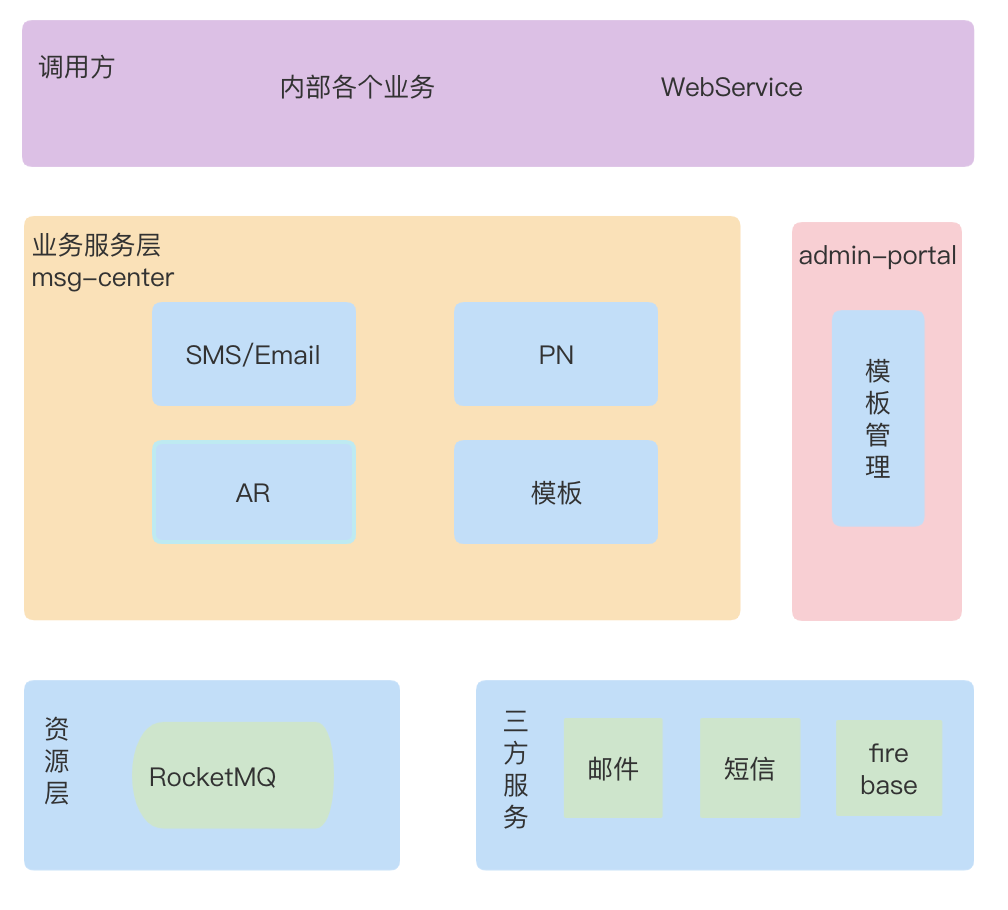 调用方
内部各个业务
WebService
业务服务层
msg-center
SMS/Email
PN
AR
模板
admin-portal
模
板
管
理
资
源
层
RocketMQ
三
方
服
务
邮件
短信
fire
base